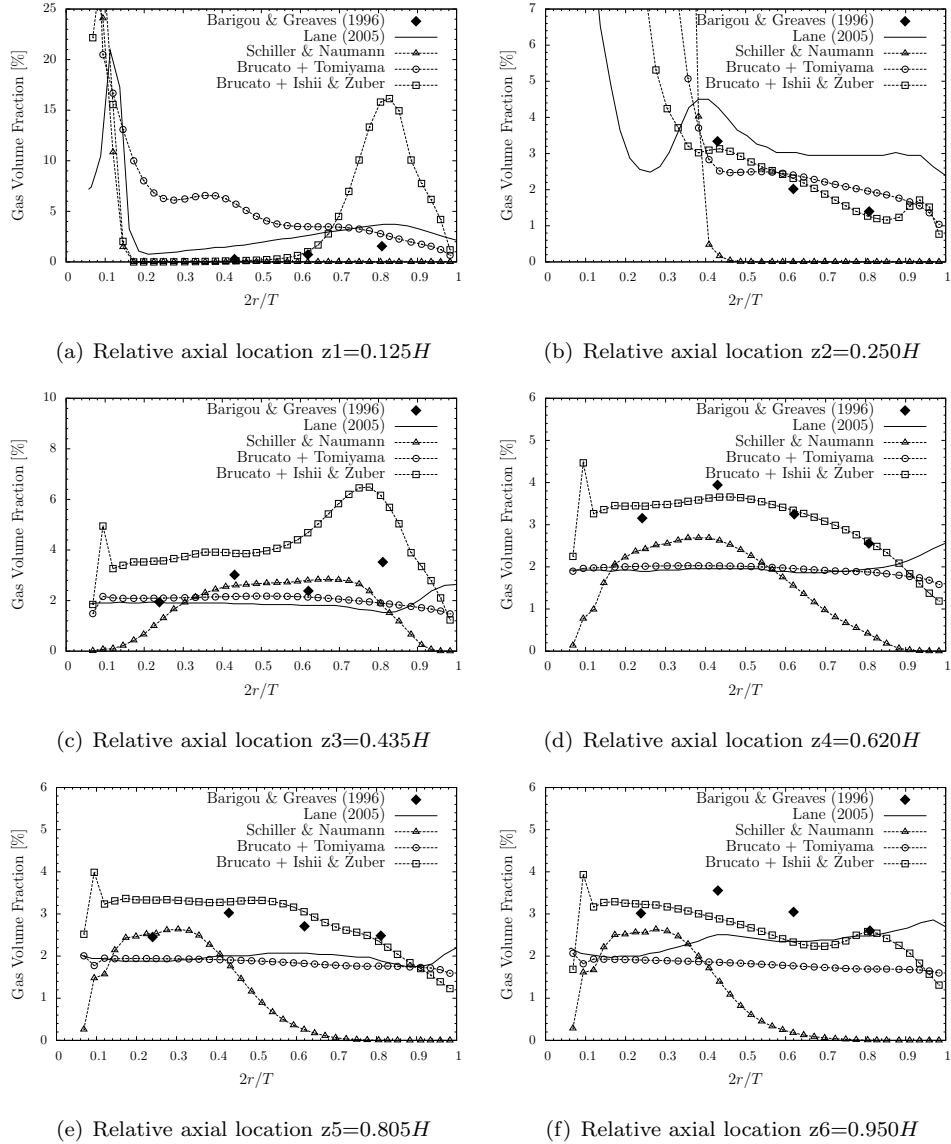 Barigou & Greaves (1996)
Lane (2005)
Schiller & Naumann
Brucato + Tomiyama
Brucato + Ishii & Zuber
Gas Volume Fraction [%]
25
20
15
10
5
0
0 0.1 0.2 0.3 0.4 0.5 0.6 0.7 0.8 0.9 1
2r/T
(a) Relative axial location z1=0.125H
Barigou & Greaves (1996)
Lane (2005)
Schiller & Naumann
Brucato + Tomiyama
Brucato + Ishii & Zuber
Gas Volume Fraction [%]
7
6
5
4
3
2
1
0
0 0.1 0.2 0.3 0.4 0.5 0.6 0.7 0.8 0.9 1
2r/T
(b) Relative axial location z2=0.250H
Barigou & Greaves (1996)
Lane (2005)
Schiller & Naumann
Brucato + Tomiyama
Brucato + Ishii & Zuber
Gas Volume Fraction [%]
10
8
6
4
2
0
0 0.1 0.2 0.3 0.4 0.5 0.6 0.7 0.8 0.9 1
2r/T
(c) Relative axial location z3=0.435H
Barigou & Greaves (1996)
Lane (2005)
Schiller & Naumann
Brucato + Tomiyama
Brucato + Ishii & Zuber
Gas Volume Fraction [%]
6
5
4
3
2
1
0
0 0.1 0.2 0.3 0.4 0.5 0.6 0.7 0.8 0.9 1
2r/T
(d) Relative axial location z4=0.620H
Barigou & Greaves (1996)
Lane (2005)
Schiller & Naumann
Brucato + Tomiyama
Brucato + Ishii & Zuber
Gas Volume Fraction [%]
6
5
4
3
2
1
0
0 0.1 0.2 0.3 0.4 0.5 0.6 0.7 0.8 0.9 1
2r/T
(e) Relative axial location z5=0.805H
Barigou & Greaves (1996)
Lane (2005)
Schiller & Naumann
Brucato + Tomiyama
Brucato + Ishii & Zuber
Gas Volume Fraction [%]
6
5
4
3
2
1
0
0 0.1 0.2 0.3 0.4 0.5 0.6 0.7 0.8 0.9 1
2r/T
(f) Relative axial location z6=0.950H